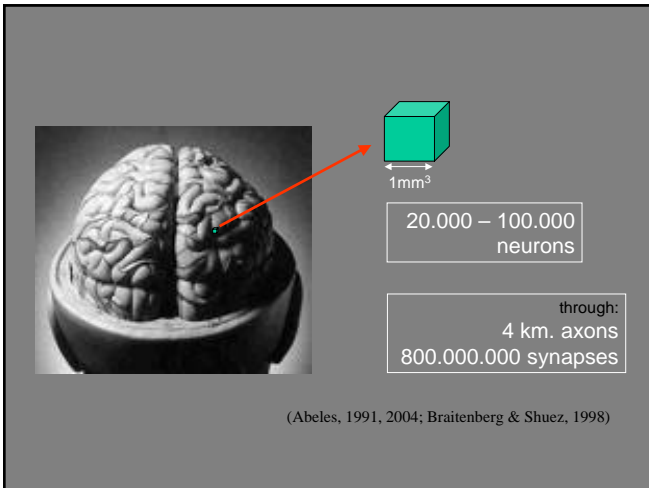 1mm³
20.000 – 100.000
neurons
through:
4 km. axons
800.000.000 synapses
(Abeles, 1991, 2004; Braitenberg & Shuez, 1998)